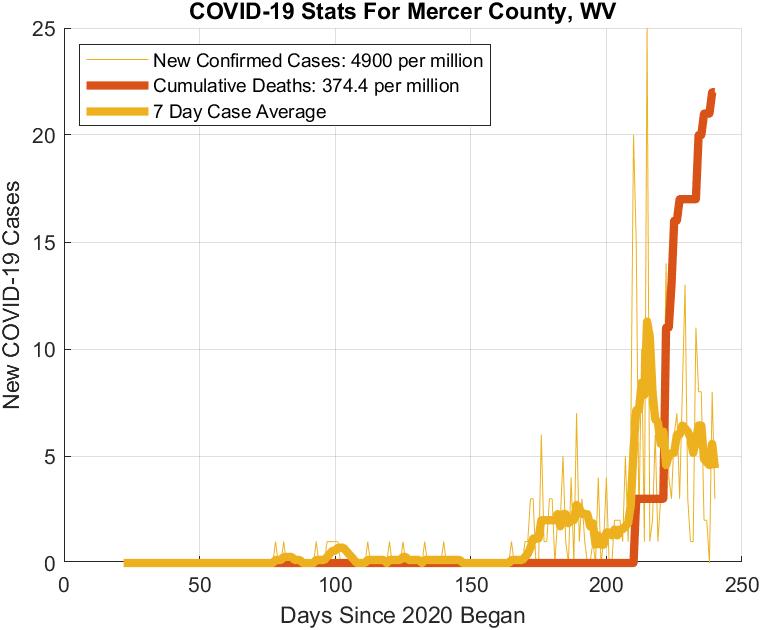 COVID-19 Stats For Mercer County, WV
25
20
15
10
5
0
New COVID-19 Cases
New Confirmed Cases: 4900 per million
Cumulative Deaths: 374.4 per million
7 Day Case Average
0
50
100
150
200
250
Days Since 2020 Began